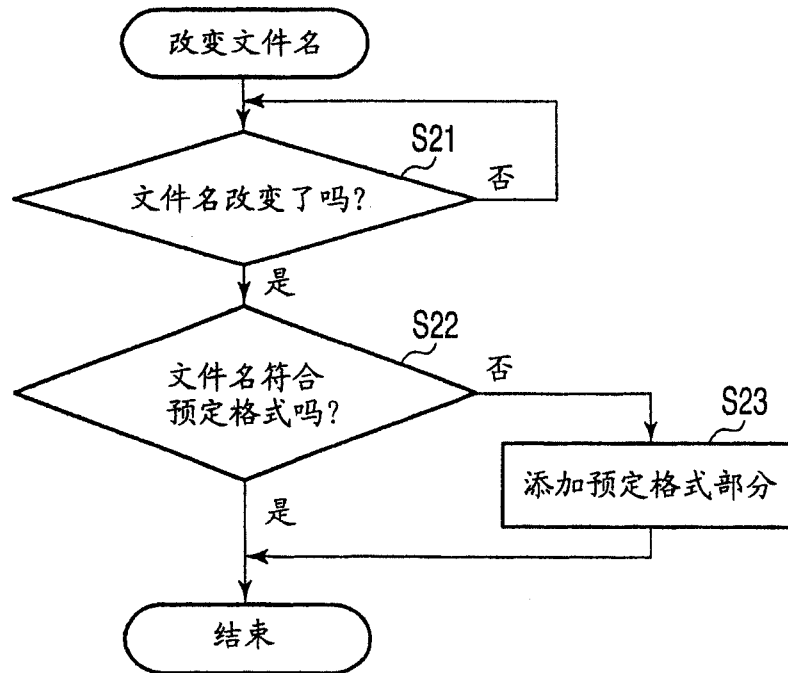 改变文件名
S21
文件名改变了吗?
否
是
S22
文件名符合
预定格式吗?
否
S23
添加预定格式部分
是
结束